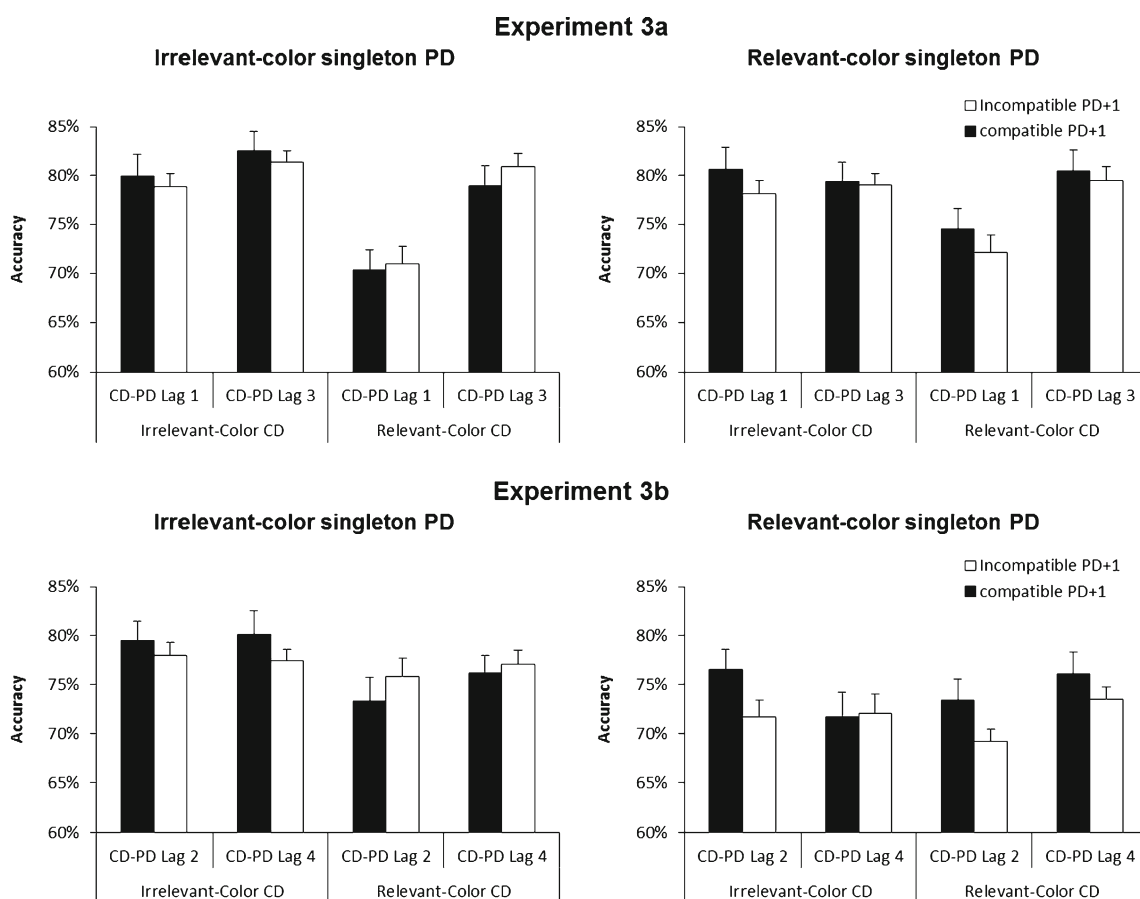 Experiment 3a
Irrelevant-color singleton PD
Relevant-color singleton PD
Incompatible PD+1
compatible PD+1
Accuracy
85%
80%
75%
70%
65%
60%
CD-PD Lag 1 CD-PD Lag 3 CD-PD Lag 1 CD-PD Lag 3
Irrelevant-Color CD Relevant-Color CD
Accuracy
85%
80%
75%
70%
65%
60%
CD-PD Lag 1 CD-PD Lag 3 CD-PD Lag 1 CD-PD Lag 3
Irrelevant-Color CD Relevant-Color CD
Experiment 3b
Irrelevant-color singleton PD
Relevant-color singleton PD
Incompatible PD+1
compatible PD+1
Accuracy
85%
80%
75%
70%
65%
60%
CD-PD Lag 2 CD-PD Lag 4 CD-PD Lag 2 CD-PD Lag 4
Irrelevant-Color CD Relevant-Color CD
Accuracy
85%
80%
75%
70%
65%
60%
CD-PD Lag 2 CD-PD Lag 4 CD-PD Lag 2 CD-PD Lag 4
Irrelevant-Color CD Relevant-Color CD